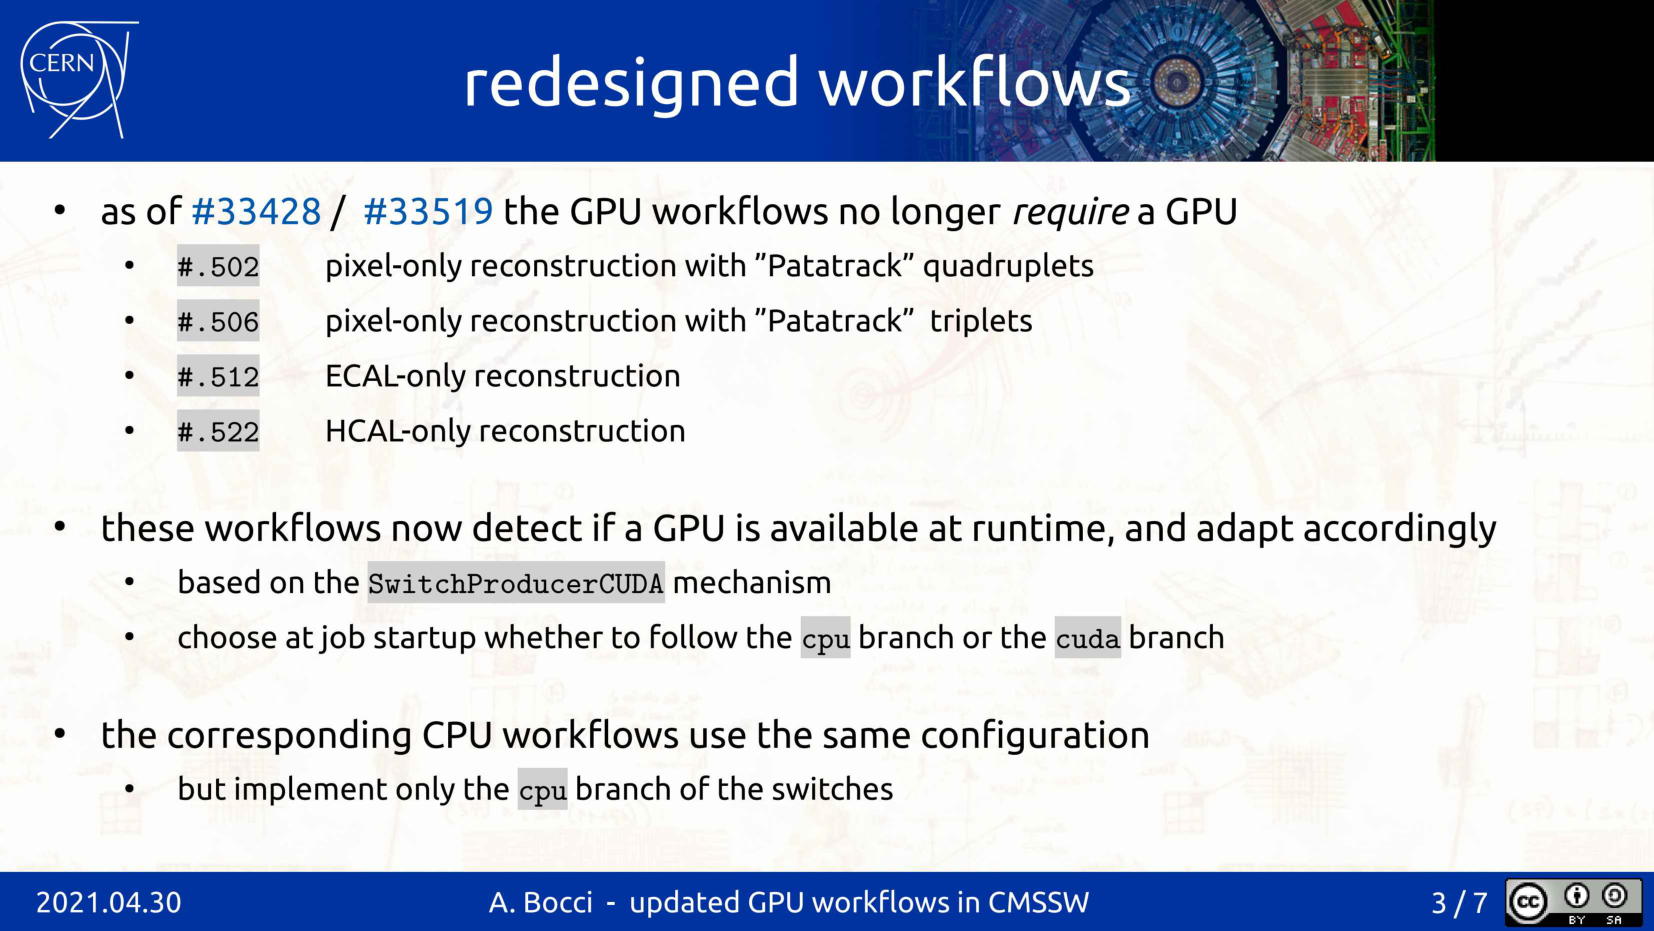 CERN
redesigned workflows
• as of #33428 / #33519 the GPU workflows no longer require a GPU
• #.502 pixel-only reconstruction with ”Patatrack” quadruplets
• #.506 pixel-only reconstruction with ”Patatrack” triplets
• #.512 ECAL-only reconstruction
• #.522 HCAL-only reconstruction
• these workflows now detect if a GPU is available at runtime, and adapt accordingly
• based on the SwitchProducerCUDA mechanism
• choose at job startup whether to follow the cpu branch or the cuda branch
• the corresponding CPU workflows use the same configuration
• but implement only the cpu branch of the switches
2021.04.30 A. Bocci - updated GPU workflows in CMSSW 3 / 7
cc BY SA